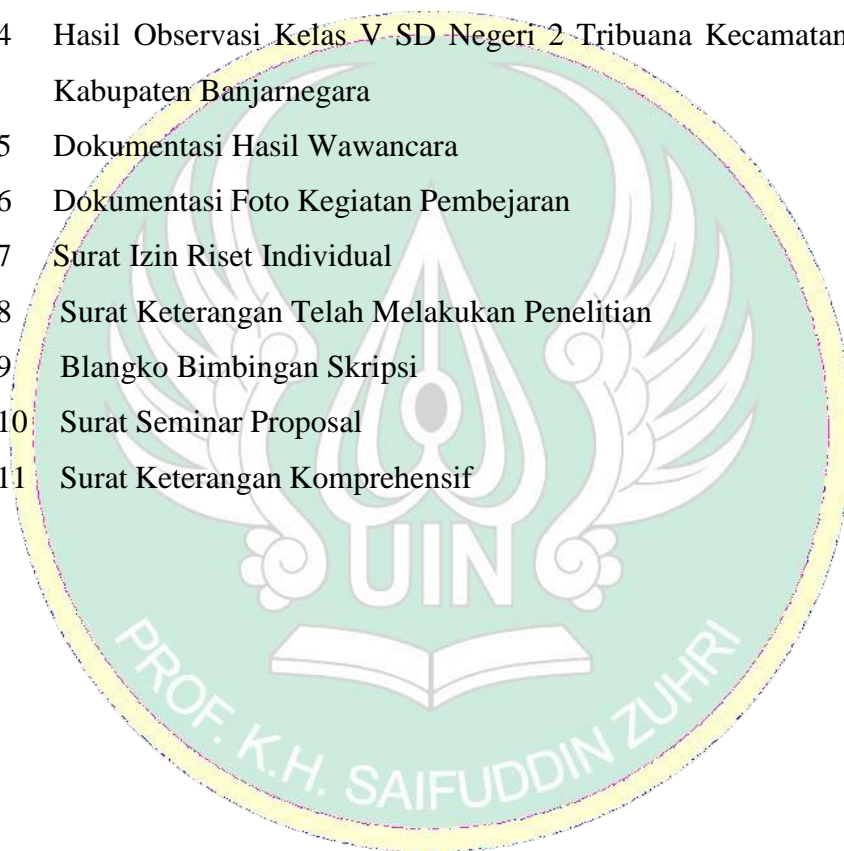 4 Hasil Observasi Kelas V SD Negeri 2 Tribuana Kecamatan
Kabupaten Banjarnegara
5 Dokumentasi Hasil Wawancara
6 Dokumentasi Foto Kegiatan Pembejaran
7 Surat Izin Riset Individual
8 Surat Keterangan Telah Melakukan Penelitian
9 Blangko Bimbingan Skripsi
10 Surat Seminar Proposal
11 Surat Keterangan Komprehensif
UIN
PROF. K.H. SAIFUDDIN ZUHRI